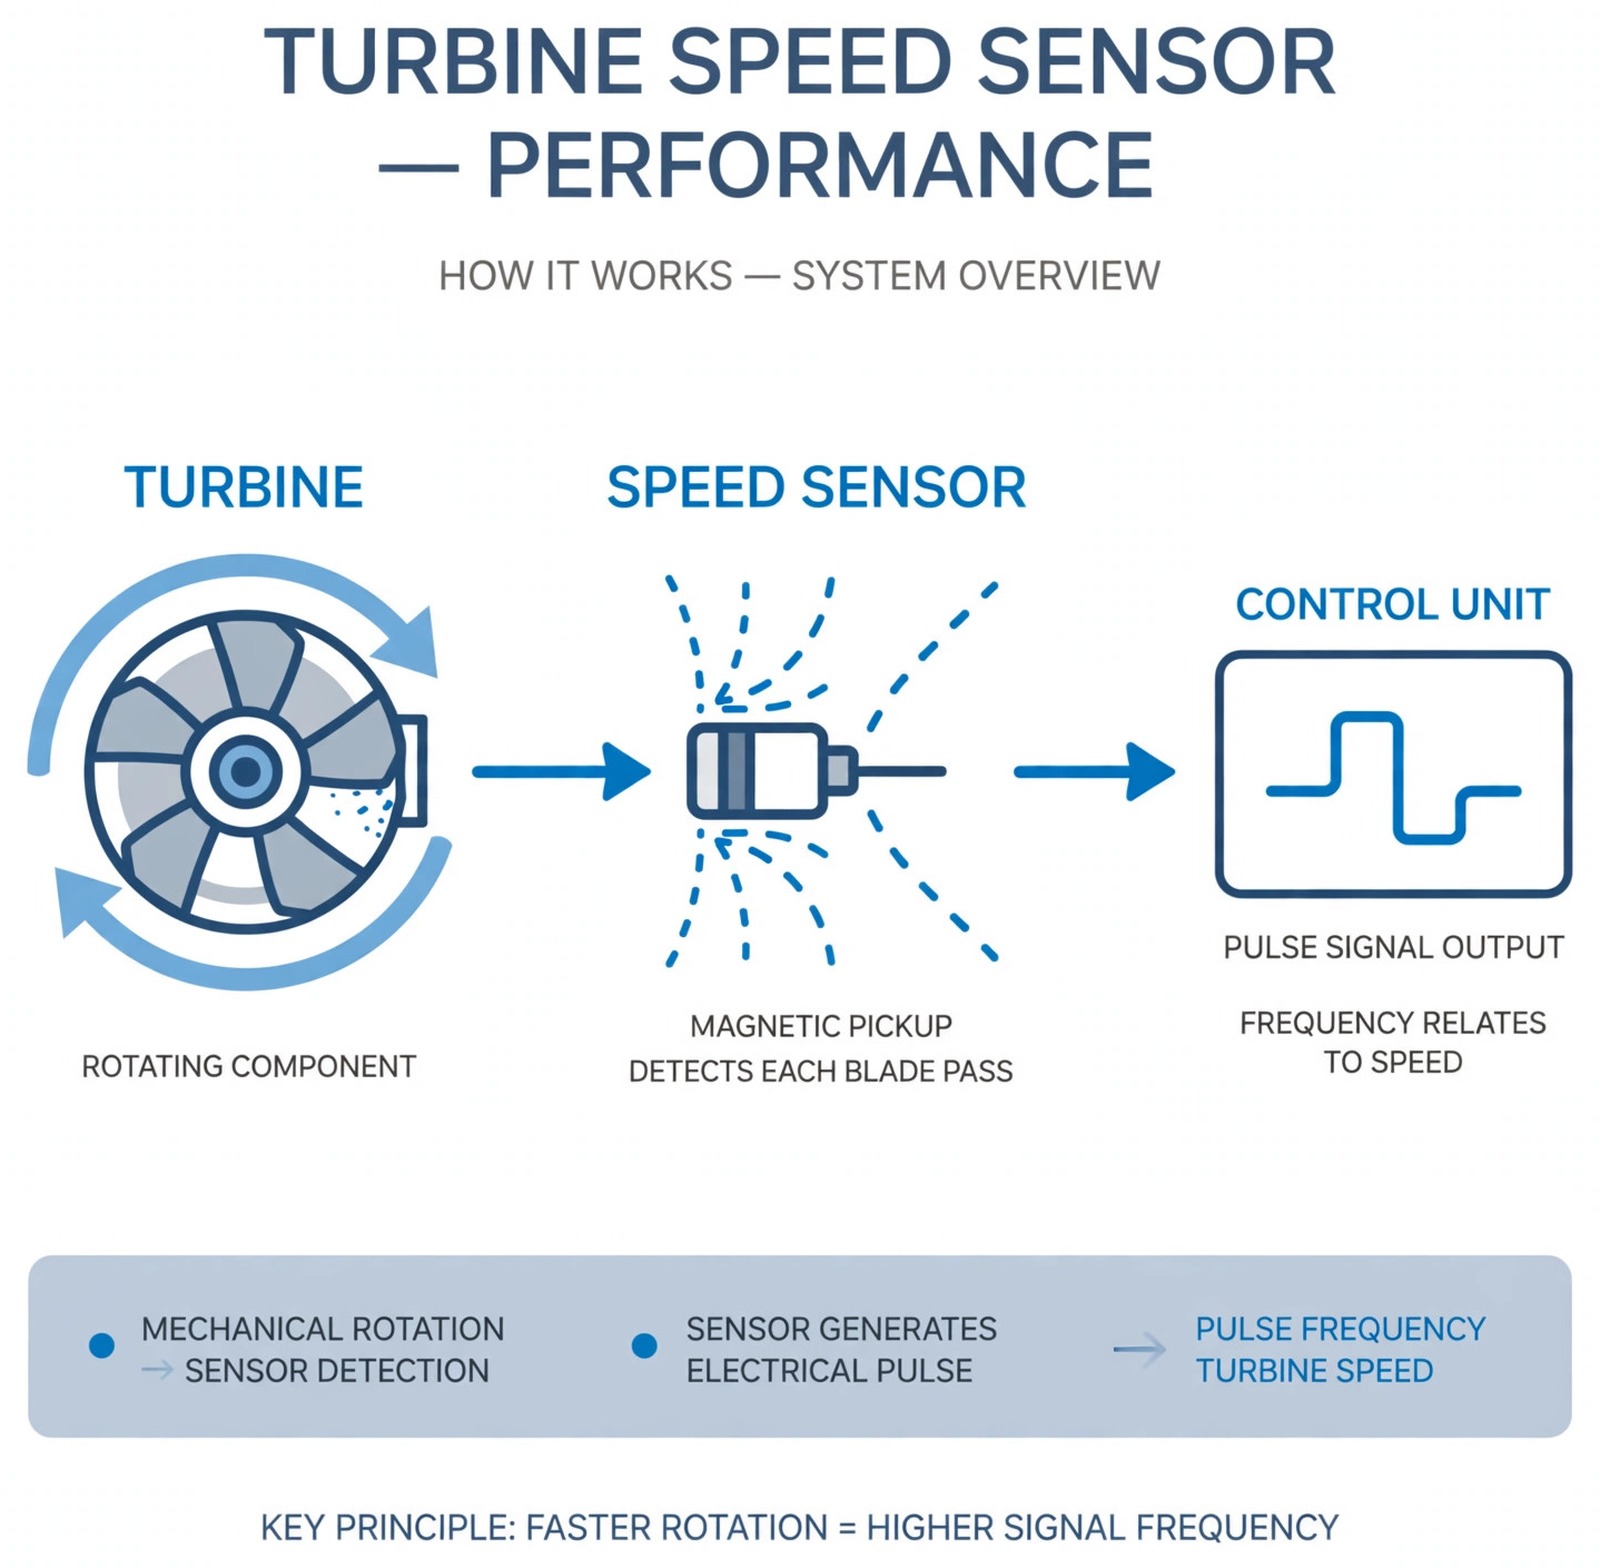 TURBINE SPEED SENSOR
— PERFORMANCE
HOW IT WORKS — SYSTEM OVERVIEW
TURBINE
SPEED SENSOR
CONTROL UNIT
PULSE SIGNAL OUTPUT
FREQUENCY RELATES
TO SPEED
MAGNETIC PICKUP
DETECTS EACH BLADE PASS
ROTATING COMPONENT
MECHANICAL ROTATION
→ SENSOR DETECTION
SENSOR GENERATES
ELECTRICAL PULSE
→ PULSE FREQUENCY
TURBINE SPEED
KEY PRINCIPLE: FASTER ROTATION = HIGHER SIGNAL FREQUENCY